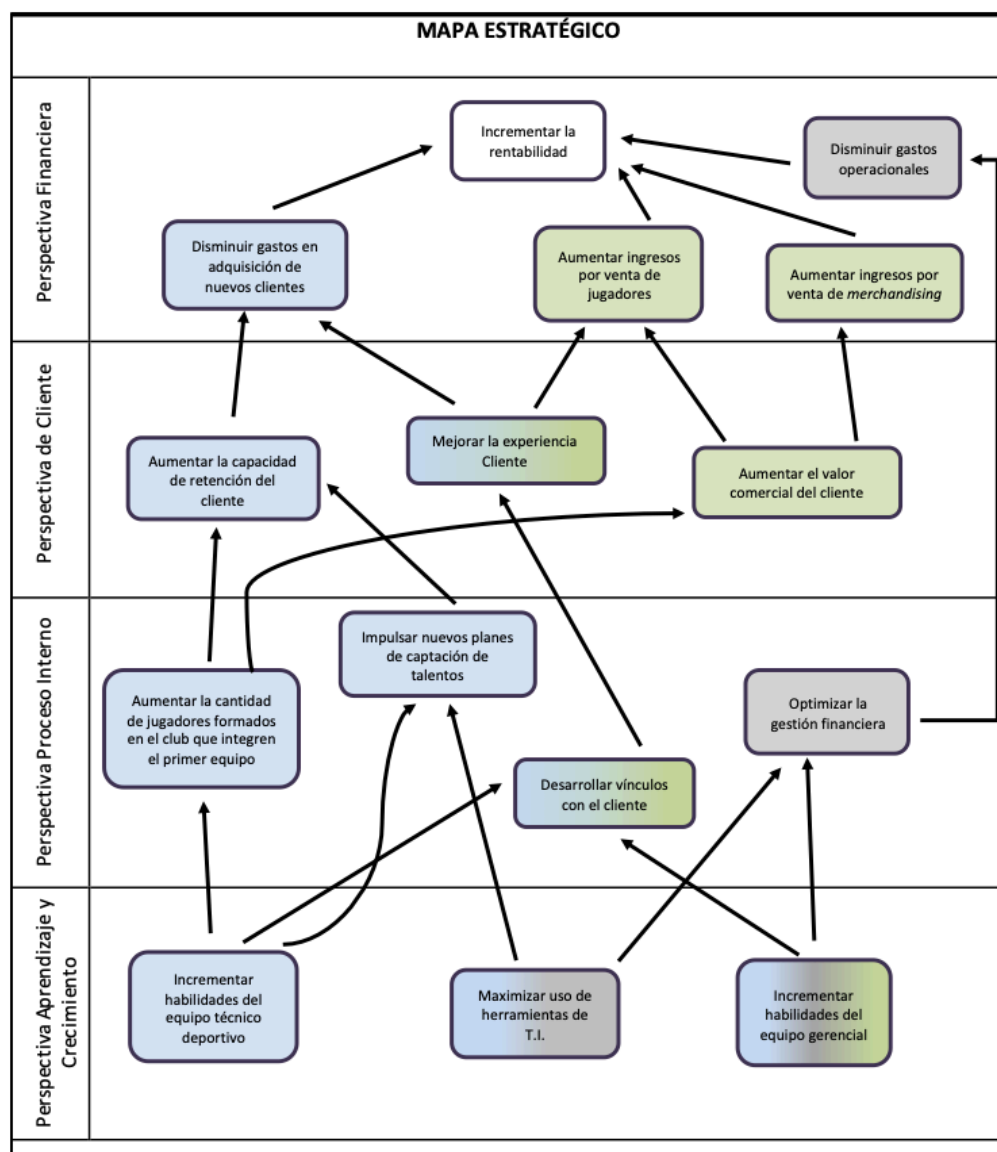 MAPA ESTRATÉGICO
Perspectiva Financiera
Incrementar la
rentabilidad
Disminuir gastos
operacionales
Disminuir gastos en
adquisición de
nuevos clientes
Aumentar ingresos
por venta de
jugadores
Aumentar ingresos por
venta de merchandising
Perspectiva de Cliente
Aumentar la capacidad
de retención del
cliente
Mejorar la experiencia
Cliente
Aumentar el valor
comercial del cliente
Perspectiva Proceso Interno
Impulsar nuevos planes
de captación de
talentos
Aumentar la cantidad
de jugadores formados
en el club que integren
el primer equipo
Optimizar la
gestión financiera
Desarrollar vínculos
con el cliente
Perspectiva Aprendizaje y
Crecimiento
Incrementar
habilidades del
equipo técnico
deportivo
Maximizar uso de
herramientas de
T.I.
Incrementar
habilidades del
equipo gerencial